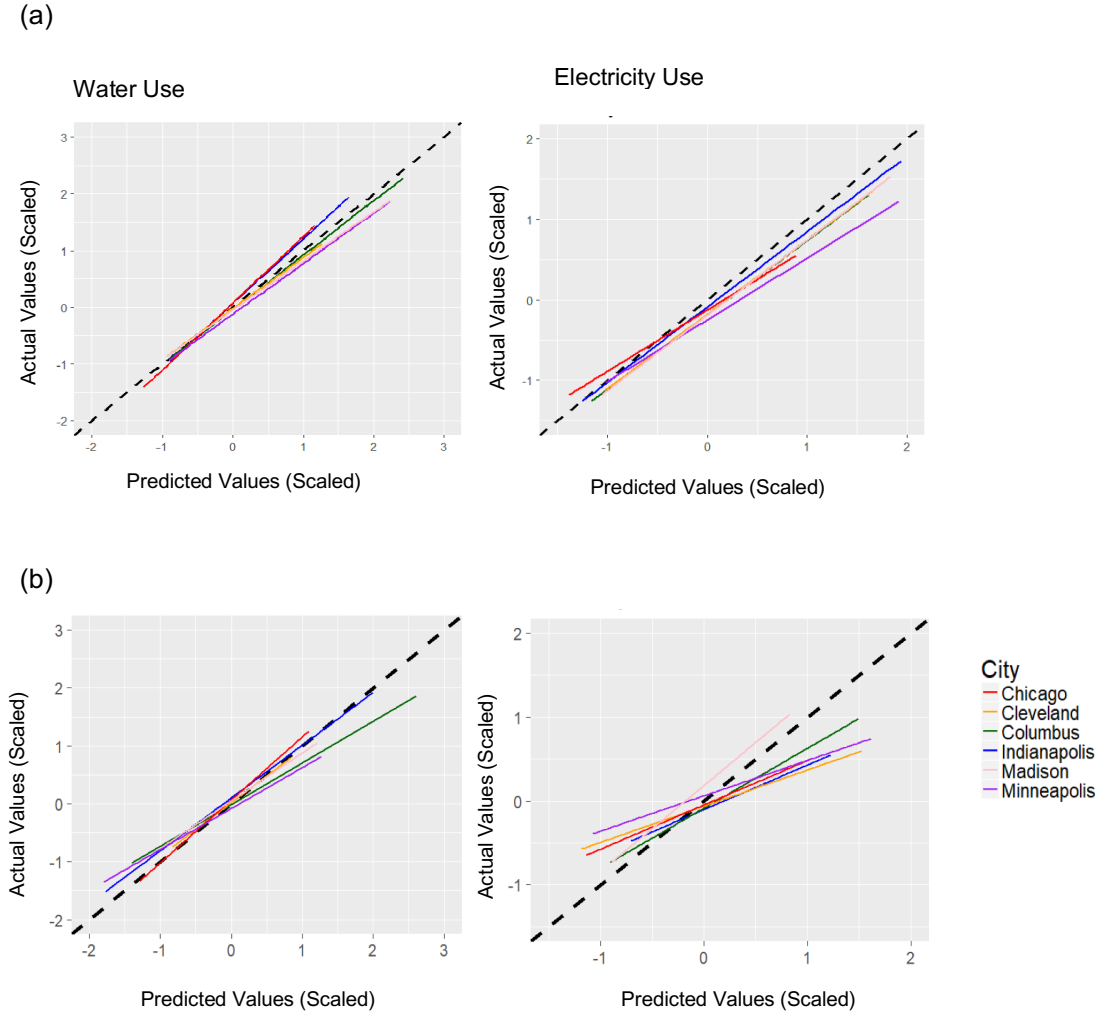 (a)
Water Use
Electricity Use
Actual Values (Scaled)
3
2
1
0
-1
-2
-2
-1
0
1
2
3
Predicted Values (Scaled)
Actual Values (Scaled)
2
1
0
-1
-1
0
1
2
Predicted Values (Scaled)
(b)
Actual Values (Scaled)
3
2
1
0
-1
-2
-2
-1
0
1
2
3
Predicted Values (Scaled)
Actual Values (Scaled)
2
1
0
-1
-1
0
1
2
Predicted Values (Scaled)
City
Chicago
Cleveland
Columbus
Indianapolis
Madison
Minneapolis